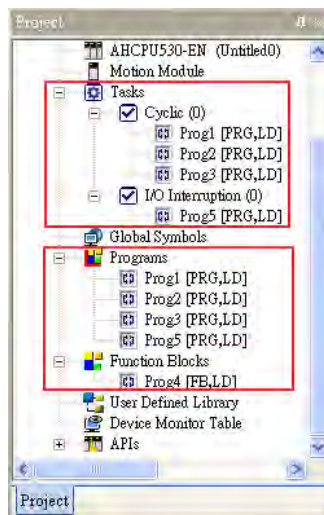 Project
AHCPU530-EN (Untitled0)
Motion Module
Tasks
Cyclic (0)
Prog1 [PRG,LD]
Prog2 [PRG,LD]
Prog3 [PRG,LD]
I/O Interruption (0)
Prog5 [PRG,LD]
Global Symbols
Programs
Prog1 [PRG,LD]
Prog2 [PRG,LD]
Prog3 [PRG,LD]
Prog5 [PRG,LD]
Function Blocks
Prog4 [FB,LD]
User Defined Library
Device Monitor Table
APIs
Project